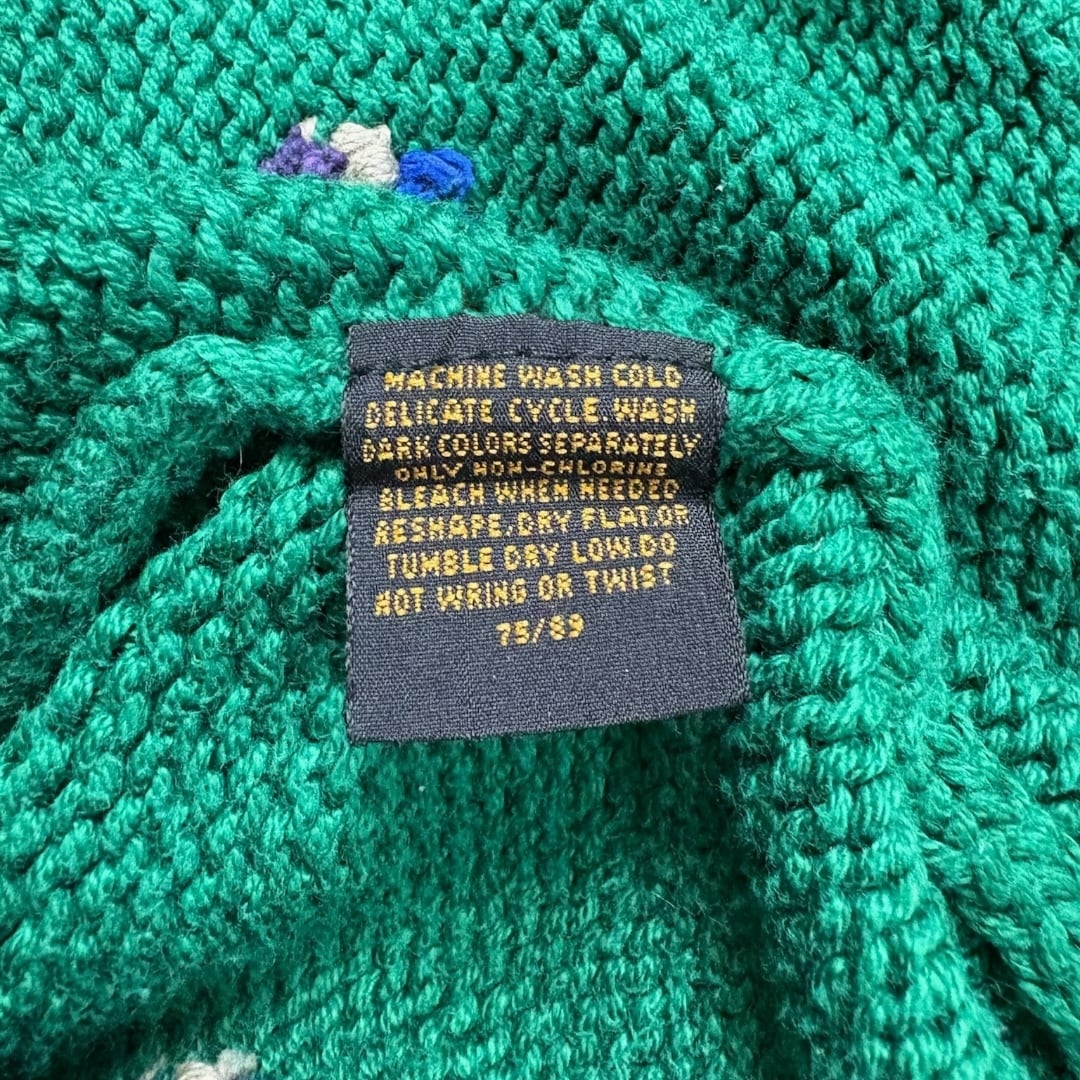 MACHINE WASH COLD
DELICATE CYCLE.WASH
DARK COLORS SEPARATELY
ONLY NON-CHLORINE
BLEACH WHEN NEEDED
RESHAPE.DRY FLAT.OR
TUMBLE DRY LOW.DO
NOT WRING OR TWIST
75/89